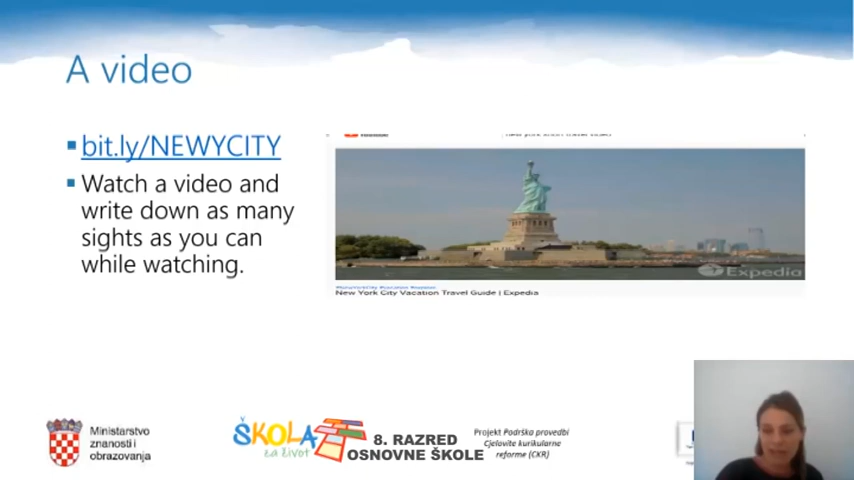 A video
bit.ly/NEWYCITY
Watch a video and
write down as many
sights as you can
while watching.
Expedia
New York City Vacation Travel Guide | Expedia
Ministarstvo
znanosti i
obrazovanja
ŠKOLA
za život
8. RAZRED
OSNOVNE ŠKOLE
Projekt Podrška provedbi
Cjelovite kurikularne
reforme (CKR)